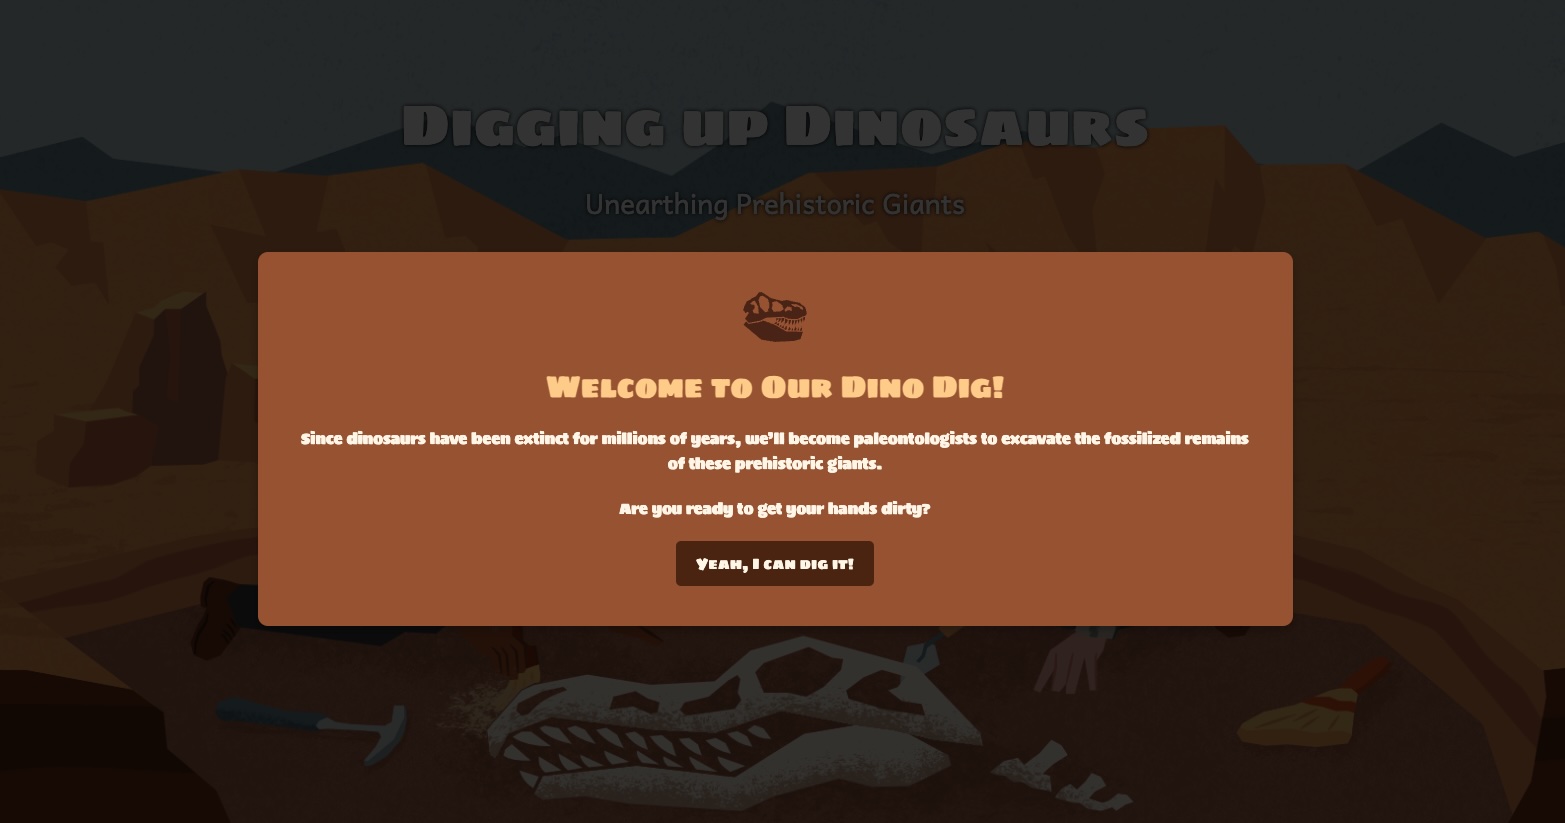 Digging up Dinosaurs
Unearthing Prehistoric Giants
Welcome to Our Dino Dig!
Since dinosaurs have been extinct for millions of years, we’ll become paleontologists to excavate the fossilized remains
of these prehistoric giants.
Are you ready to get your hands dirty?
Yeah, I can dig it!